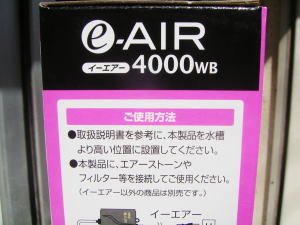 e-AIR
イーエアー 4000WB
ご使用方法
●取扱説明書を参考に、本製品を水槽
より高い位置に設置してください。
●本製品に、エアーストーンや
フィルター等を接続してご使用ください。
(イーエアー以外の商品は別売です。)
イーエアー